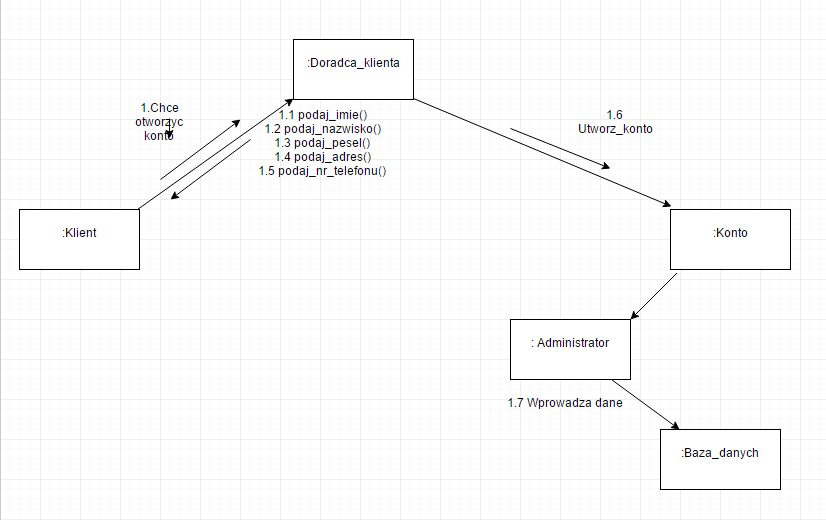 :Doradca_klienta
1.Chce
otworzyc
konto
1.1 podaj_imie()
1.2 podaj_nazwisko()
1.3 podaj_pesel()
1.4 podaj_adres()
1.5 podaj_nr_telefonu()
1.6
Utworz_konto
:Klient
:Konto
: Administrator
1.7 Wprowadza dane
:Baza_danych